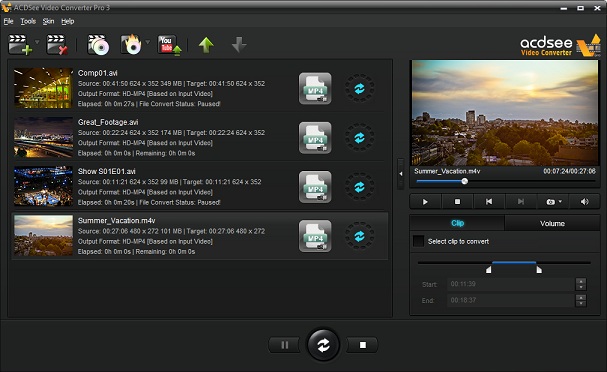 ACDSee Video Converter Pro 3
File Tools Skin Help
You
Tube
acdsee
Video Converter
Comp01.avi
Source: 00:41:50 624 x 352 349 MB | Target: 00:41:50 624 x 352
Output Format: HD-MP4 [Based on Input Video]
Elapsed: 0h 0m 27s | File Convert Status: Paused!
MP4
Great_Footage.avi
Source: 00:22:24 624 x 352 174 MB | Target: 00:22:24 624 x 352
Output Format: HD-MP4 [Based on Input Video]
Elapsed: 0h 0m 0s | Remaining: 0h 0m 0s
MP4
Show S01E01.avi
Source: 00:11:21 624 x 352 99 MB | Target: 00:11:21 624 x 352
Output Format: HD-MP4 [Based on Input Video]
Elapsed: 0h 0m 20s | File Convert Status: Paused!
MP4
Summer_Vacation.m4v
Source: 00:27:06 480 x 272 101 MB | Target: 00:27:06 480 x 272
Output Format: HD-MP4 [Based on Input Video]
Elapsed: 0h 0m 0s | Remaining: 0h 0m 0s
MP4
Summer_Vacation.m4v 00:07:24/00:27:06
Clip Volume
Select clip to convert
Start: 00:11:39
End: 00:18:37